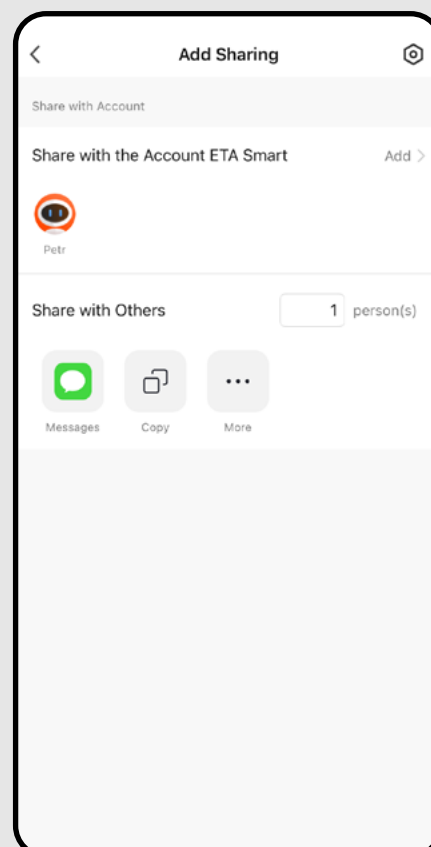 Add Sharing
Share with Account
Share with the Account ETA Smart Add
Petr
Share with Others 1 person(s)
Messages Copy More